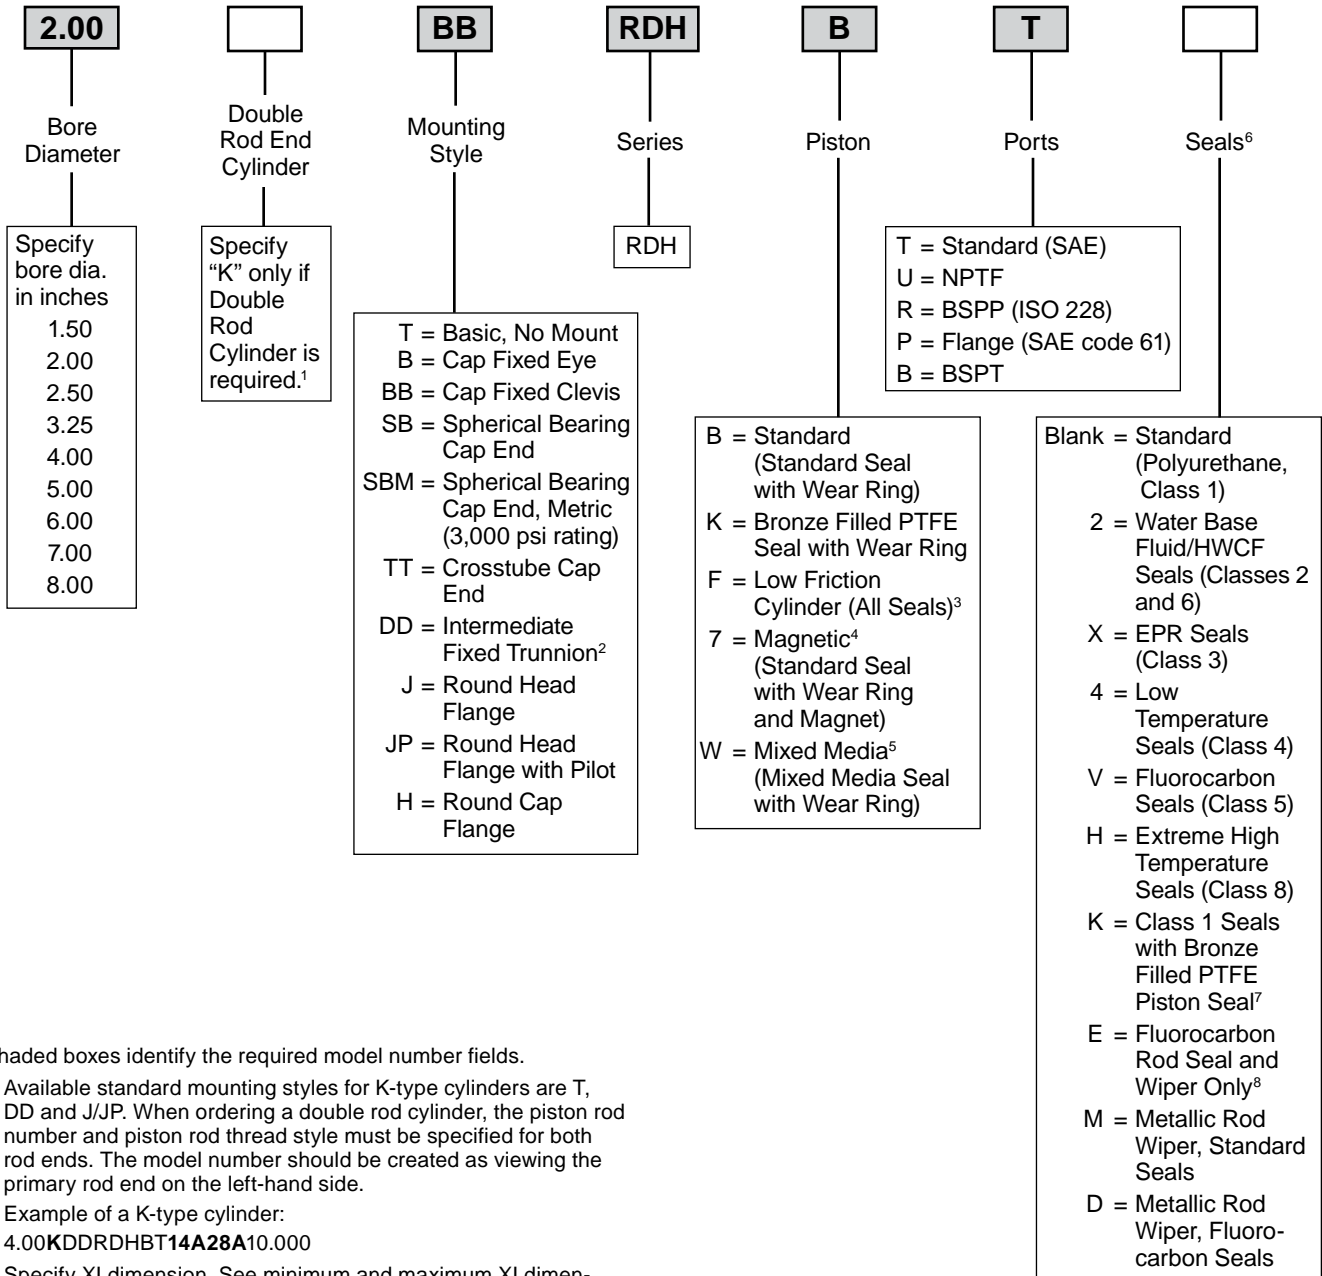 2.00
BB
RDH
B
T
Bore
Diameter
Double
Rod End
Cylinder
Mounting
Style
Series
Piston
Ports
Seals⁶
Specify
bore dia.
in inches
1.50
2.00
2.50
3.25
4.00
5.00
6.00
7.00
8.00
Specify
“K” only if
Double
Rod
Cylinder is
required.¹
T = Basic, No Mount
B = Cap Fixed Eye
BB = Cap Fixed Clevis
SB = Spherical Bearing
Cap End
SBM = Spherical Bearing
Cap End, Metric
(3,000 psi rating)
TT = Crosstube Cap
End
DD = Intermediate
Fixed Trunnion²
J = Round Head
Flange
JP = Round Head
Flange with Pilot
H = Round Cap
Flange
RDH
B = Standard
(Standard Seal
with Wear Ring)
K = Bronze Filled PTFE
Seal with Wear Ring
F = Low Friction
Cylinder (All Seals)³
7 = Magnetic⁴
(Standard Seal
with Wear Ring
and Magnet)
W = Mixed Media⁵
(Mixed Media Seal
with Wear Ring)
T = Standard (SAE)
U = NPTF
R = BSPP (ISO 228)
P = Flange (SAE code 61)
B = BSPT
Blank = Standard
(Polyurethane,
Class 1)
2 = Water Base
Fluid/HWCF
Seals (Classes 2
and 6)
X = EPR Seals
(Class 3)
4 = Low
Temperature
Seals (Class 4)
V = Fluorocarbon
Seals (Class 5)
H = Extreme High
Temperature
Seals (Class 8)
K = Class 1 Seals
with Bronze
Filled PTFE
Piston Seal⁷
E = Fluorocarbon
Rod Seal and
Wiper Only⁸
M = Metallic Rod
Wiper, Standard
Seals
D = Metallic Rod
Wiper, Fluoro-
carbon Seals
haded boxes identify the required model number fields.
Available standard mounting styles for K-type cylinders are T,
DD and J/JP. When ordering a double rod cylinder, the piston rod
number and piston rod thread style must be specified for both
rod ends. The model number should be created as viewing the
primary rod end on the left-hand side.
Example of a K-type cylinder:
4.00KDDRDHBT14A28A10.000
Specify XI dimension. See minimum and maximum XI dimen-